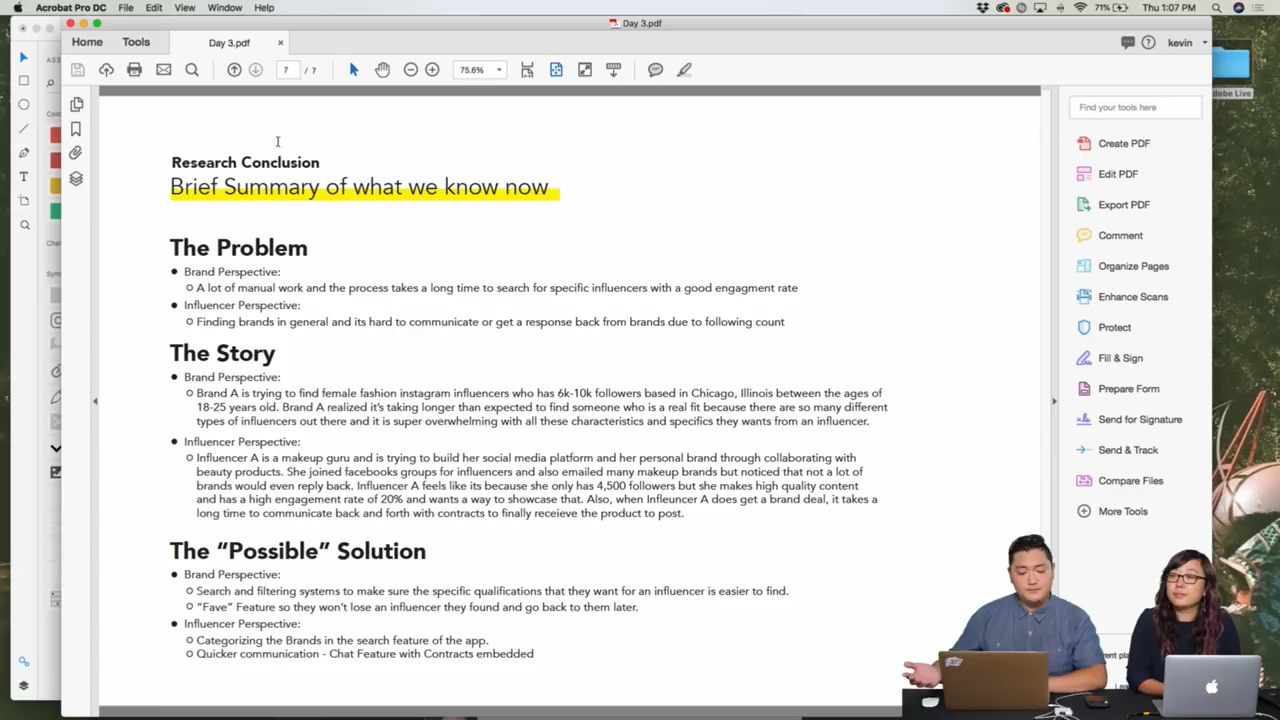 Acrobat Pro DC File Edit View Window Help
71% Thu 1:07 PM
Day 3.pdf
Home Tools Day 3.pdf ×
kevin
7 / 7 75.6%
Find your tools here
Create PDF
Edit PDF
Export PDF
Comment
Organize Pages
Enhance Scans
Protect
Fill & Sign
Prepare Form
Send for Signature
Send & Track
Compare Files
More Tools
Research Conclusion
Brief Summary of what we know now
The Problem
Brand Perspective:
A lot of manual work and the process takes a long time to search for specific influencers with a good engagment rate
Influencer Perspective:
Finding brands in general and its hard to communicate or get a response back from brands due to following count
The Story
Brand Perspective:
Brand A is trying to find female fashion instagram influencers who has 6k-10k followers based in Chicago, Illinois between the ages of
18-25 years old. Brand A realized it's taking longer than expected to find someone who is a real fit because there are so many different
types of influencers out there and it is super overwhelming with all these characteristics and specifics they wants from an influencer.
Influencer Perspective:
Influencer A is a makeup guru and is trying to build her social media platform and her personal brand through collaborating with
beauty products. She joined facebooks groups for influencers and also emailed many makeup brands but noticed that not a lot of
brands would even reply back. Influencer A feels like its because she only has 4,500 followers but she makes high quality content
and has a high engagement rate of 20% and wants a way to showcase that. Also, when Infleuncer A does get a brand deal, it takes a
long time to communicate back and forth with contracts to finally receieve the product to post.
The “Possible” Solution
Brand Perspective:
Search and filtering systems to make sure the specific qualifications that they want for an influencer is easier to find.
“Fave” Feature so they won't lose an influencer they found and go back to them later.
Influencer Perspective:
Categorizing the Brands in the search feature of the app.
Quicker communication - Chat Feature with Contracts embedded